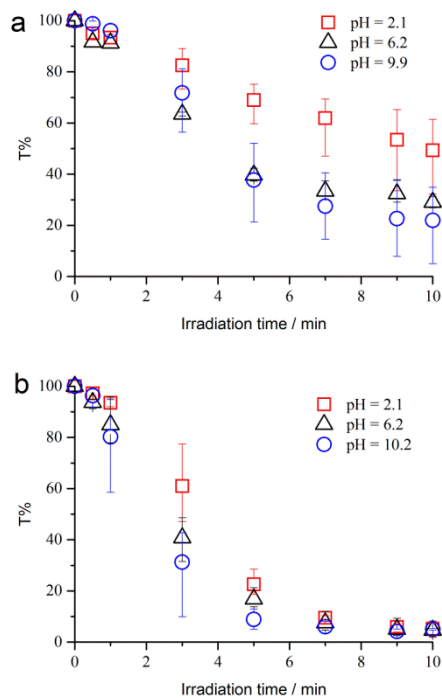 a
100
80
60
40
20
0
T%
pH = 2.1
pH = 6.2
pH = 9.9
0 2 4 6 8 10
Irradiation time / min
b
100
80
60
40
20
0
T%
pH = 2.1
pH = 6.2
pH = 10.2
0 2 4 6 8 10
Irradiation time / min